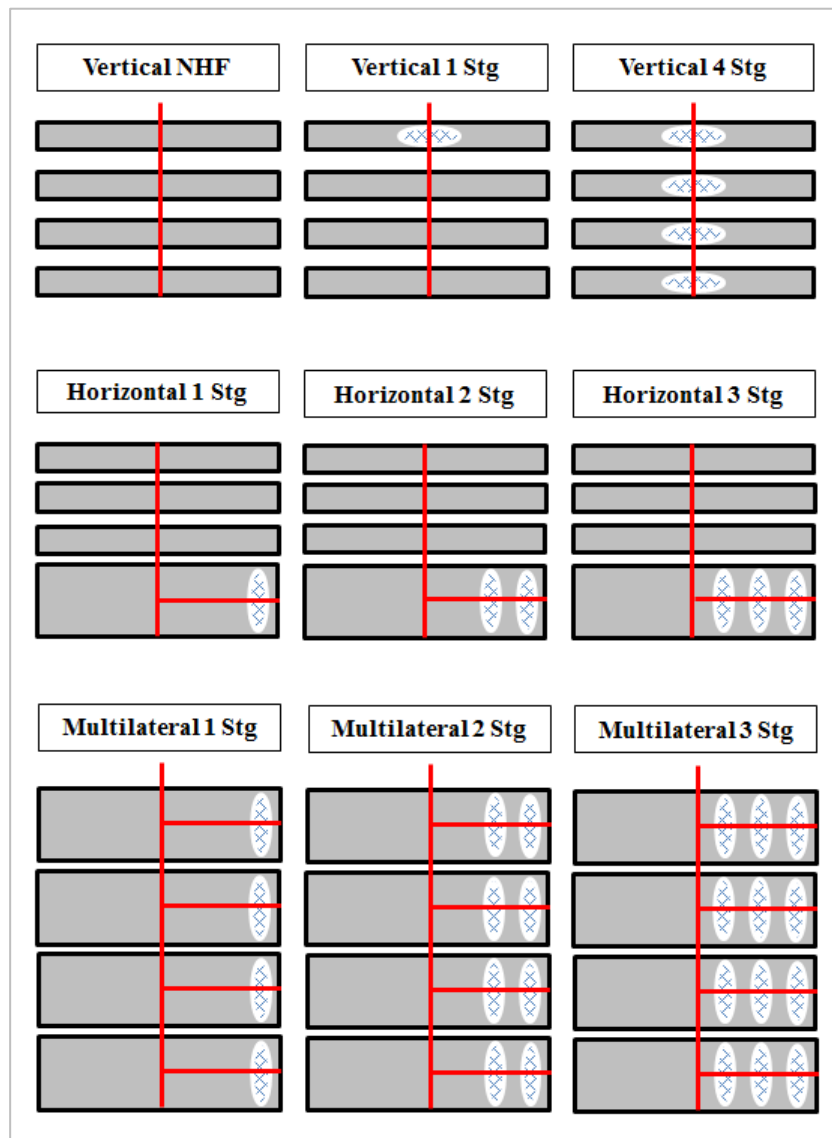 Vertical NHF
Vertical 1 Stg
Vertical 4 Stg
Horizontal 1 Stg
Horizontal 2 Stg
Horizontal 3 Stg
Multilateral 1 Stg
Multilateral 2 Stg
Multilateral 3 Stg